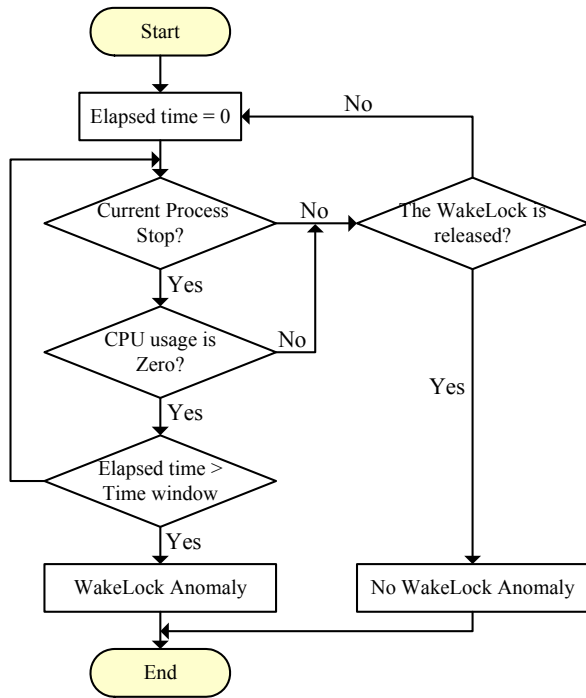 Start
Elapsed time = 0
No
Current Process
Stop?
No
The WakeLock is
released?
Yes
CPU usage is
Zero?
No
Yes
Yes
Elapsed time >
Time window
Yes
WakeLock Anomaly
No WakeLock Anomaly
End